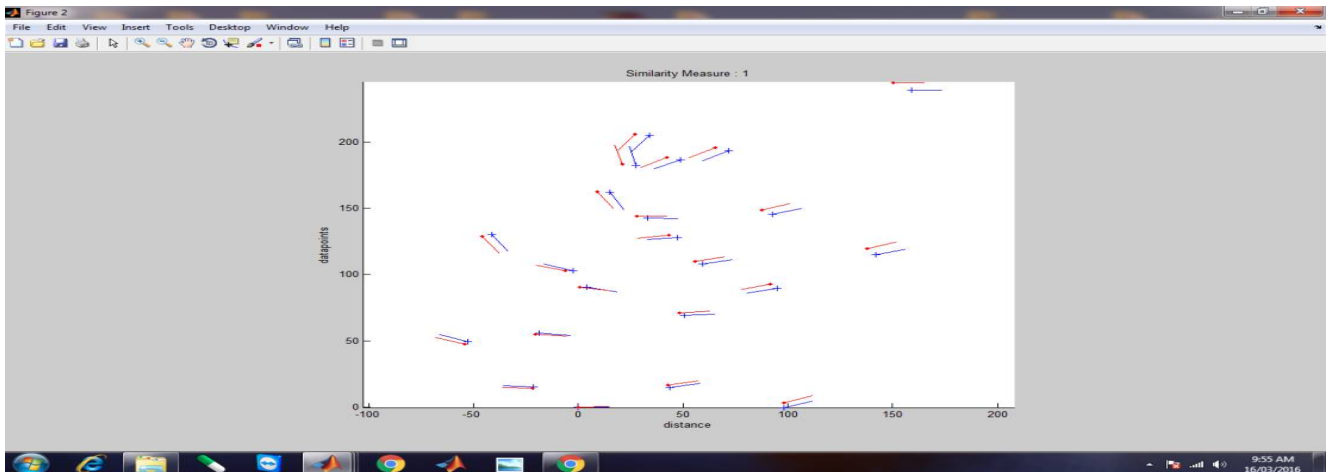 Figure 2
File Edit View Insert Tools Desktop Window Help
Similarity Measure : 1
200
150
100
50
0
datapoints
-100 -50 0 50 100 150 200
distance
9:55 AM
16/03/2016